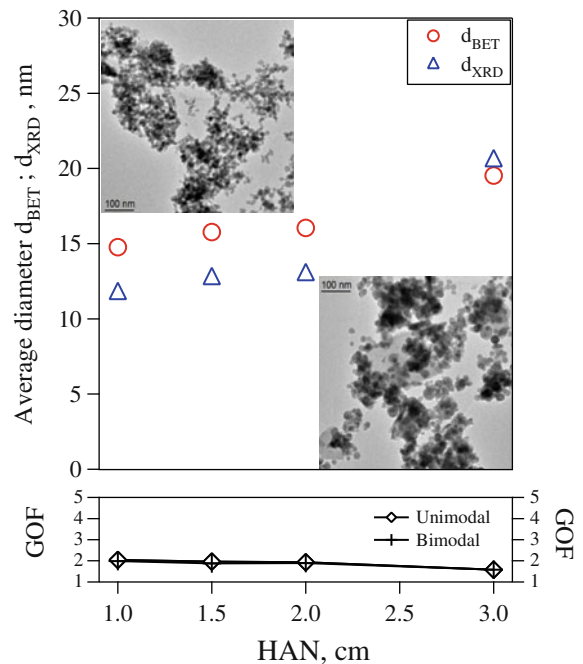 30
25
20
15
10
5
0
Average diameter d_BET ; d_XRD , nm
d_BET
d_XRD
100 nm
100 nm
GOF
5
4
3
2
1
Unimodal
Bimodal
5
4
3
2
1
GOF
1.0 1.5 2.0 2.5 3.0
HAN, cm